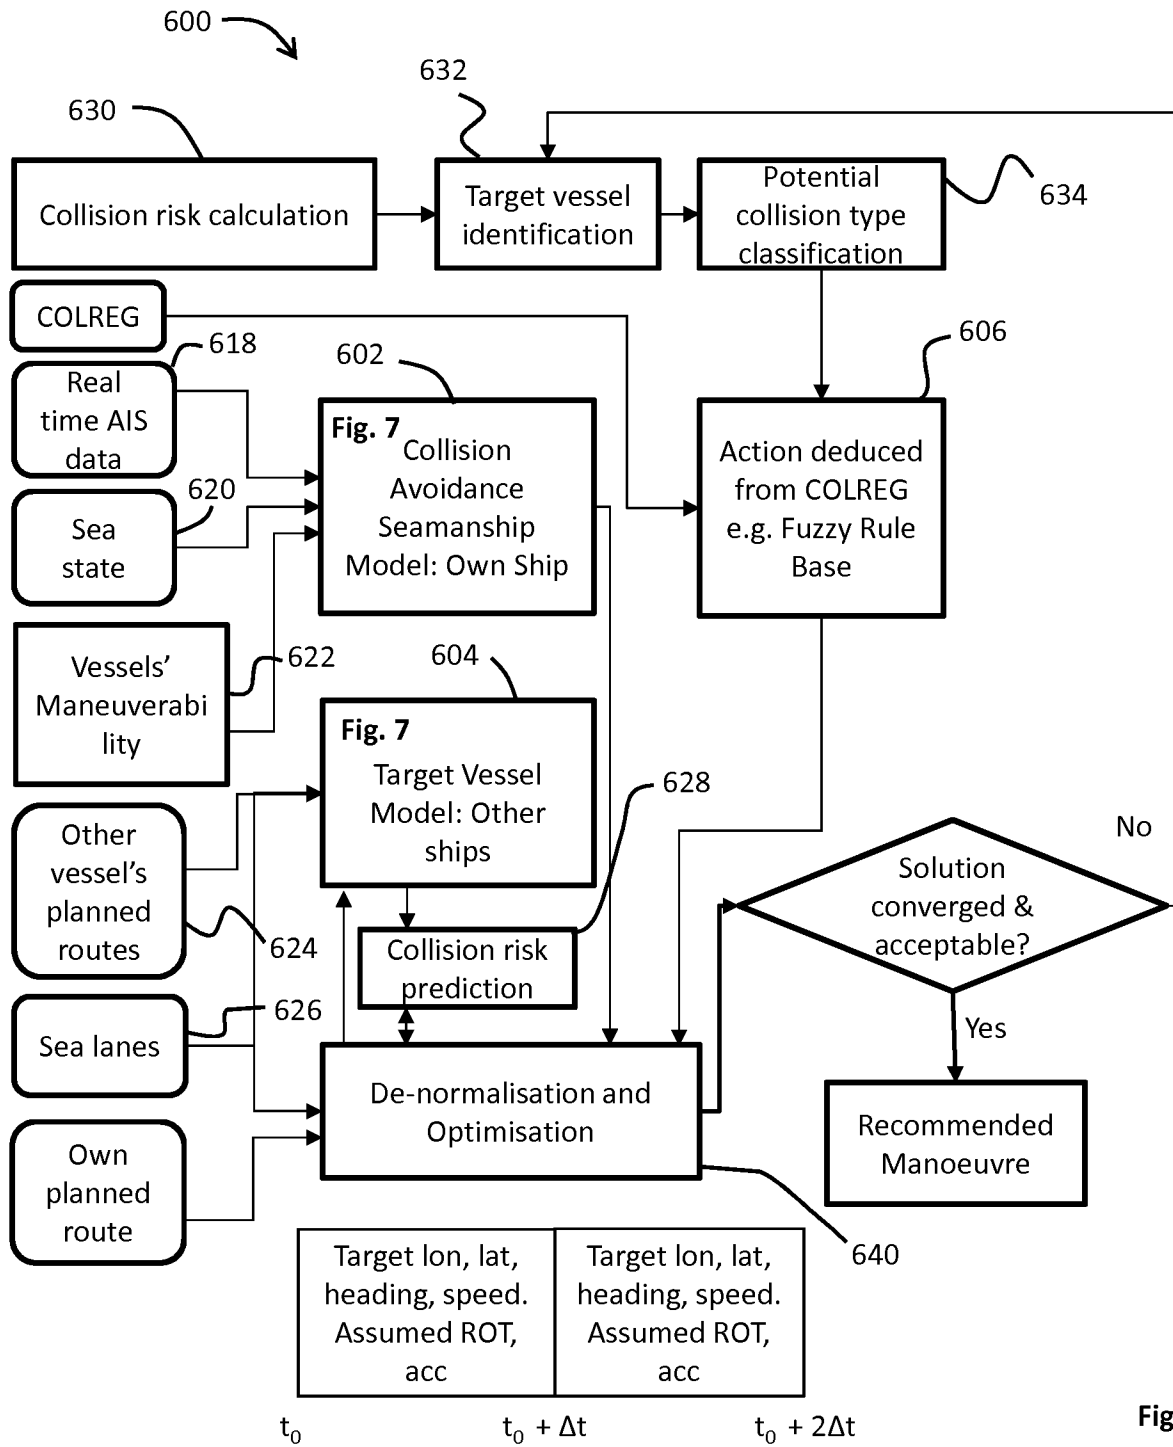 600
632
630
Collision risk calculation
Target vessel
identification
Potential
collision type
classification
634
COLREG
618
Real
time AIS
data
602
606
Fig. 7
Collision
Avoidance
Seamanship
Model: Own Ship
Action deduced
from COLREG
e.g. Fuzzy Rule
Base
620
Sea
state
Vessels'
Maneuverabi
lity
622
604
Fig. 7
Target Vessel
Model: Other
ships
628
Other
vessel's
planned
routes
624
Collision risk
prediction
No
Solution
converged &
acceptable?
Yes
626
Sea lanes
De-normalisation and
Optimisation
Recommended
Manoeuvre
Own
planned
route
640
Target lon, lat,
heading, speed.
Assumed ROT,
acc
Target lon, lat,
heading, speed.
Assumed ROT,
acc
t₀
t₀ + Δt
t₀ + 2Δt
Fig